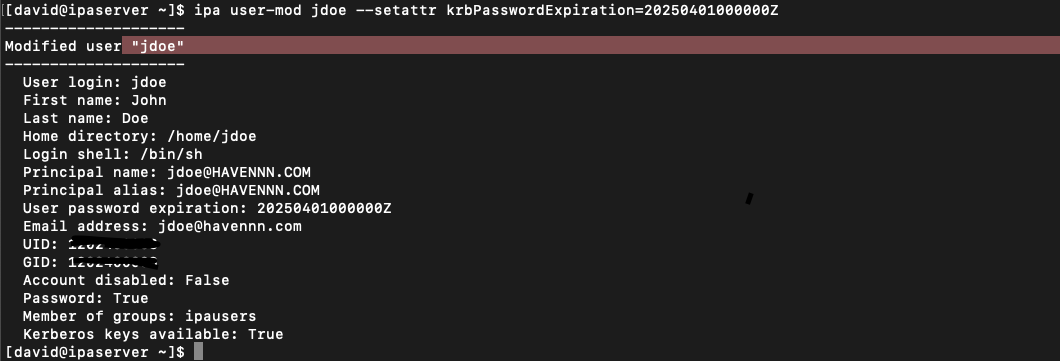 [david@ipaserver ~]$ ipa user-mod jdoe --setattr krbPasswordExpiration=20250401000000Z
--------------------
Modified user "jdoe"
--------------------
User login: jdoe
First name: John
Last name: Doe
Home directory: /home/jdoe
Login shell: /bin/sh
Principal name: jdoe@HAVENNN.COM
Principal alias: jdoe@HAVENNN.COM
User password expiration: 20250401000000Z
Email address: jdoe@havennn.com
UID:
GID:
Account disabled: False
Password: True
Member of groups: ipausers
Kerberos keys available: True
[david@ipaserver ~]$